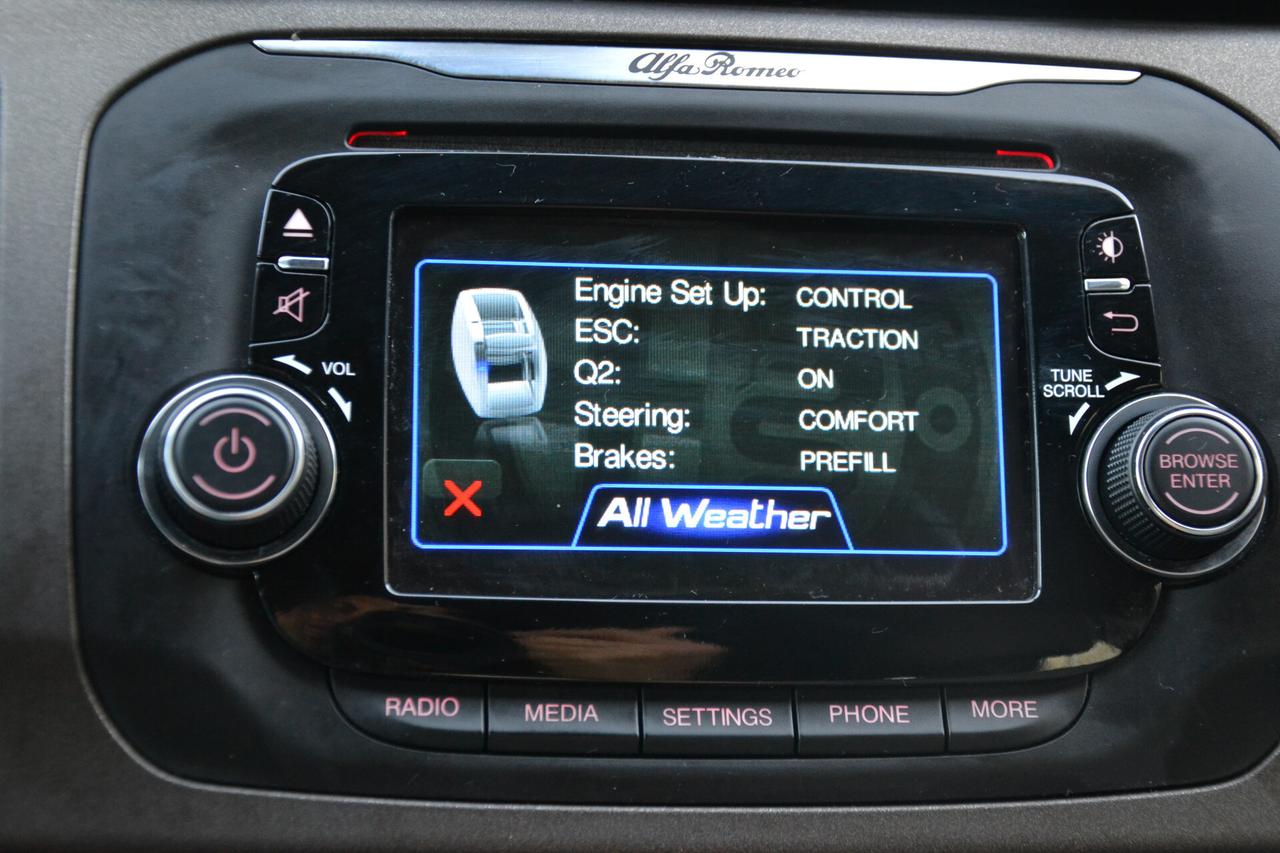 Alfa Romeo
Engine Set Up: CONTROL
ESC: TRACTION
Q2: ON
Steering: COMFORT
Brakes: PREFILL
All Weather
VOL
TUNE
SCROLL
BROWSE
ENTER
RADIO MEDIA SETTINGS PHONE MORE